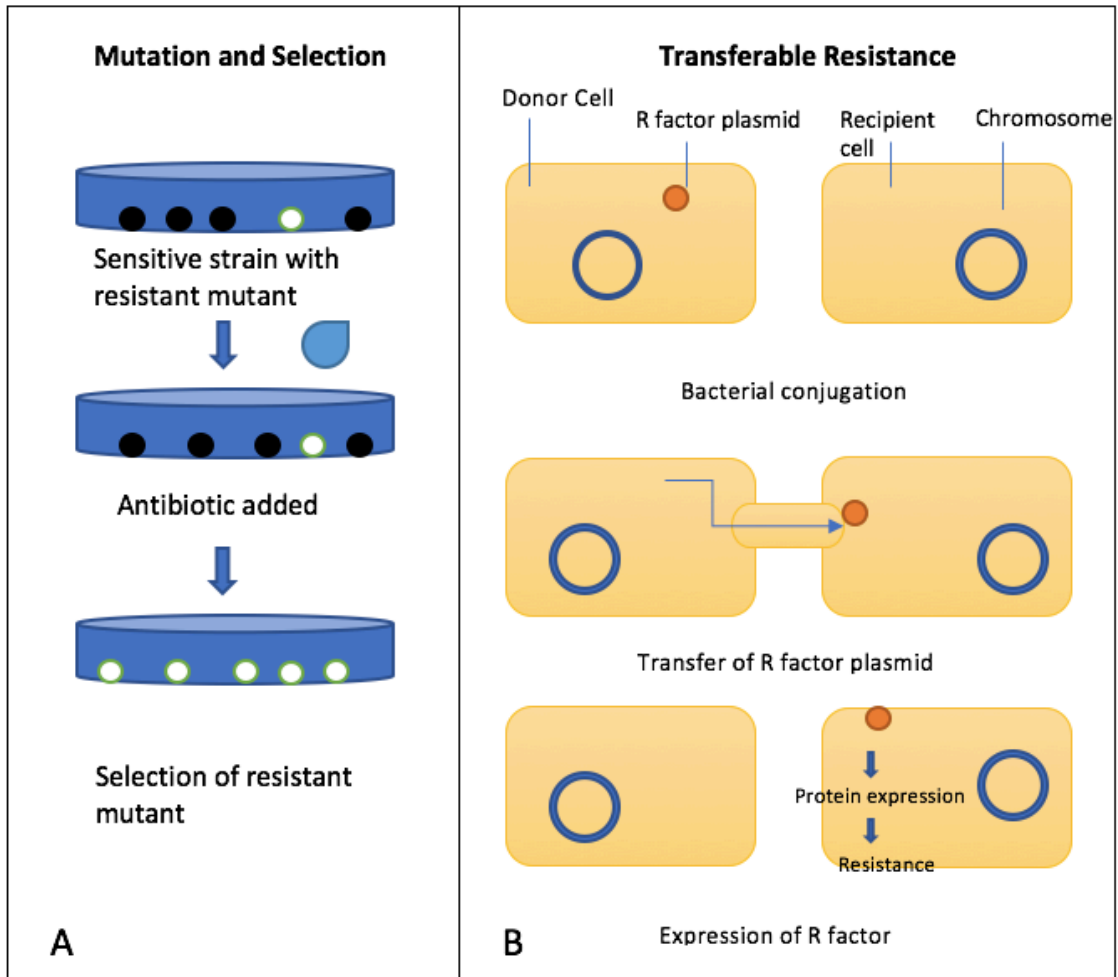 Mutation and Selection
Sensitive strain with
resistant mutant
Antibiotic added
Selection of resistant
mutant
A
Transferable Resistance
Donor Cell
R factor plasmid
Recipient
cell
Chromosome
Bacterial conjugation
Transfer of R factor plasmid
Protein expression
Resistance
Expression of R factor
B